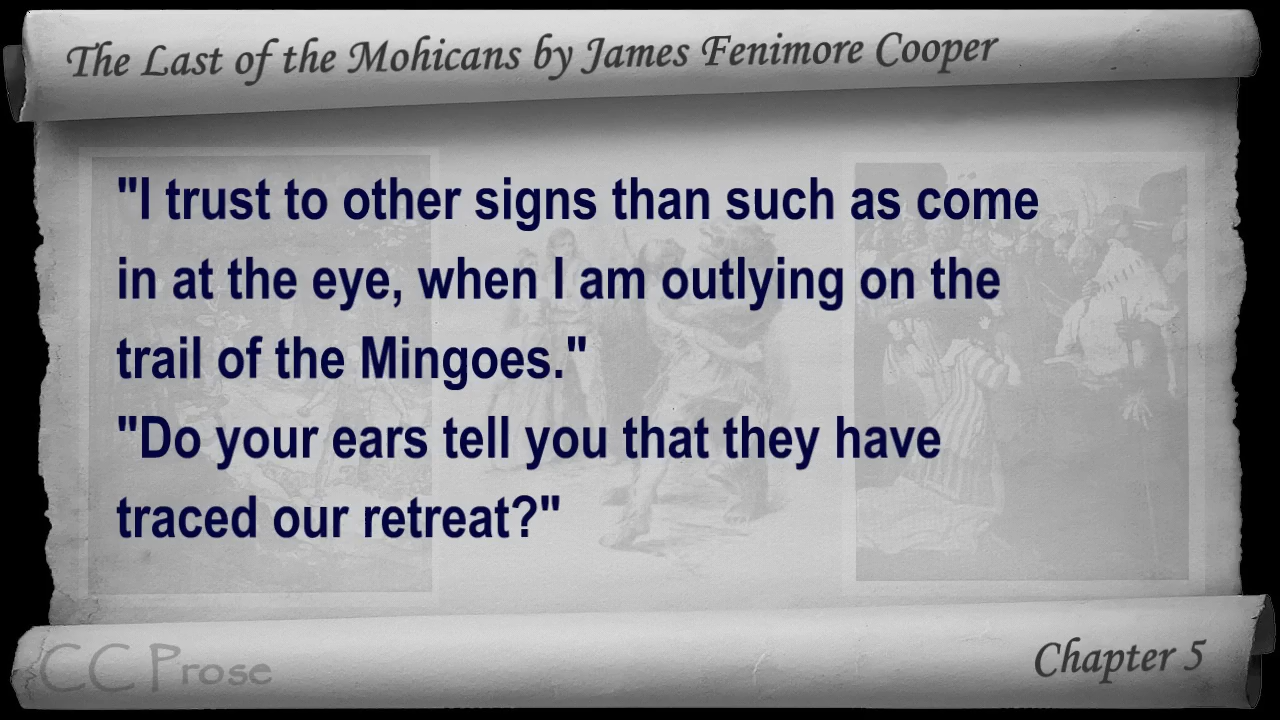 The Last of the Mohicans by James Fenimore Cooper
"I trust to other signs than such as come
in at the eye, when I am outlying on the
trail of the Mingoes."
"Do your ears tell you that they have
traced our retreat?"
CC Prose
Chapter 5